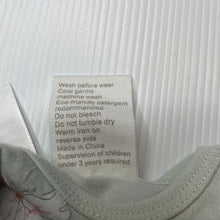 Wash before wear
Cool gentle
machine wash
Eco-friendly detergent
recommended
Do not bleach
Do not tumble dry
Warm iron on
reverse side
Made in China
Supervision of children
under 3 years required